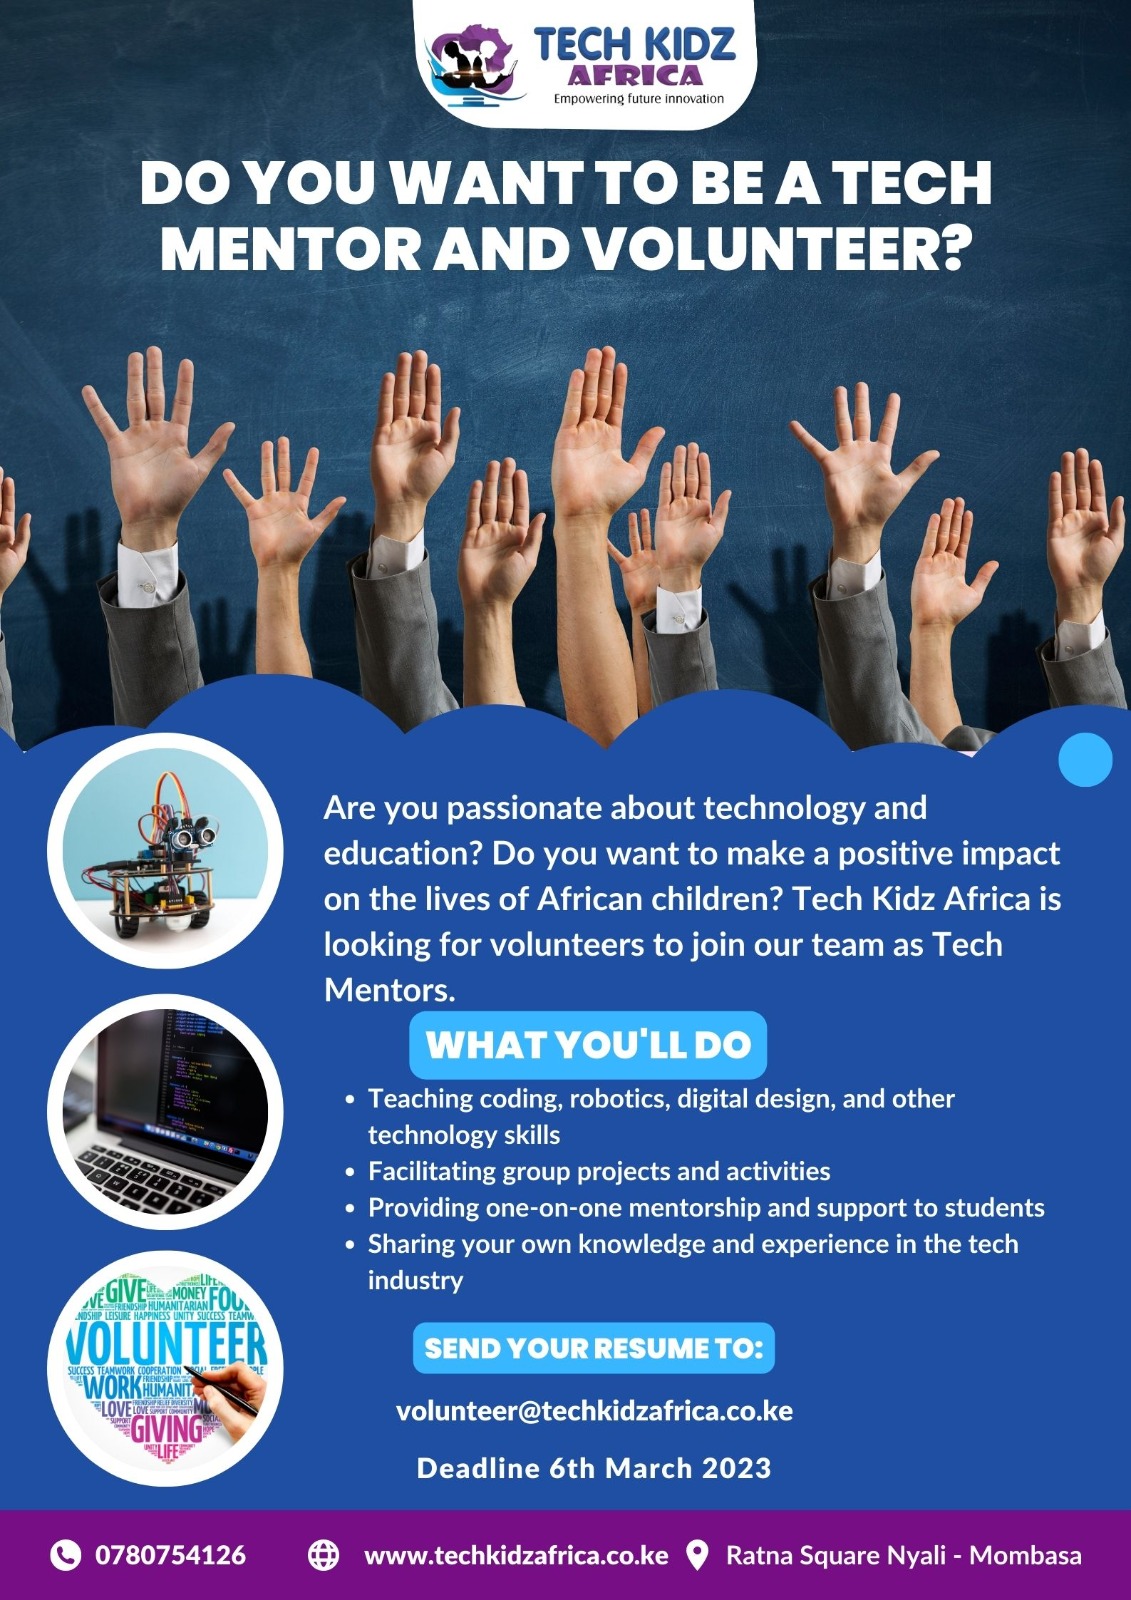 TECH KIDZ
AFRICA
Empowering future innovation
DO YOU WANT TO BE A TECH
MENTOR AND VOLUNTEER?
Are you passionate about technology and
education? Do you want to make a positive impact
on the lives of African children? Tech Kidz Africa is
looking for volunteers to join our team as Tech
Mentors.
WHAT YOU'LL DO
• Teaching coding, robotics, digital design, and other
technology skills
• Facilitating group projects and activities
• Providing one-on-one mentorship and support to students
• Sharing your own knowledge and experience in the tech
industry
GIVE
MONEY
HUMANITARIAN
LEISURE HAPPINESS UNITY SUCCESS
VOLUNTEER
SUCCESS TEAMWORK COOPERATION
WORK
LOVE
GIVING
LIFE
SEND YOUR RESUME TO:
volunteer@techkidzafrica.co.ke
Deadline 6th March 2023
0780754126
www.techkidzafrica.co.ke
Ratna Square Nyali - Mombasa